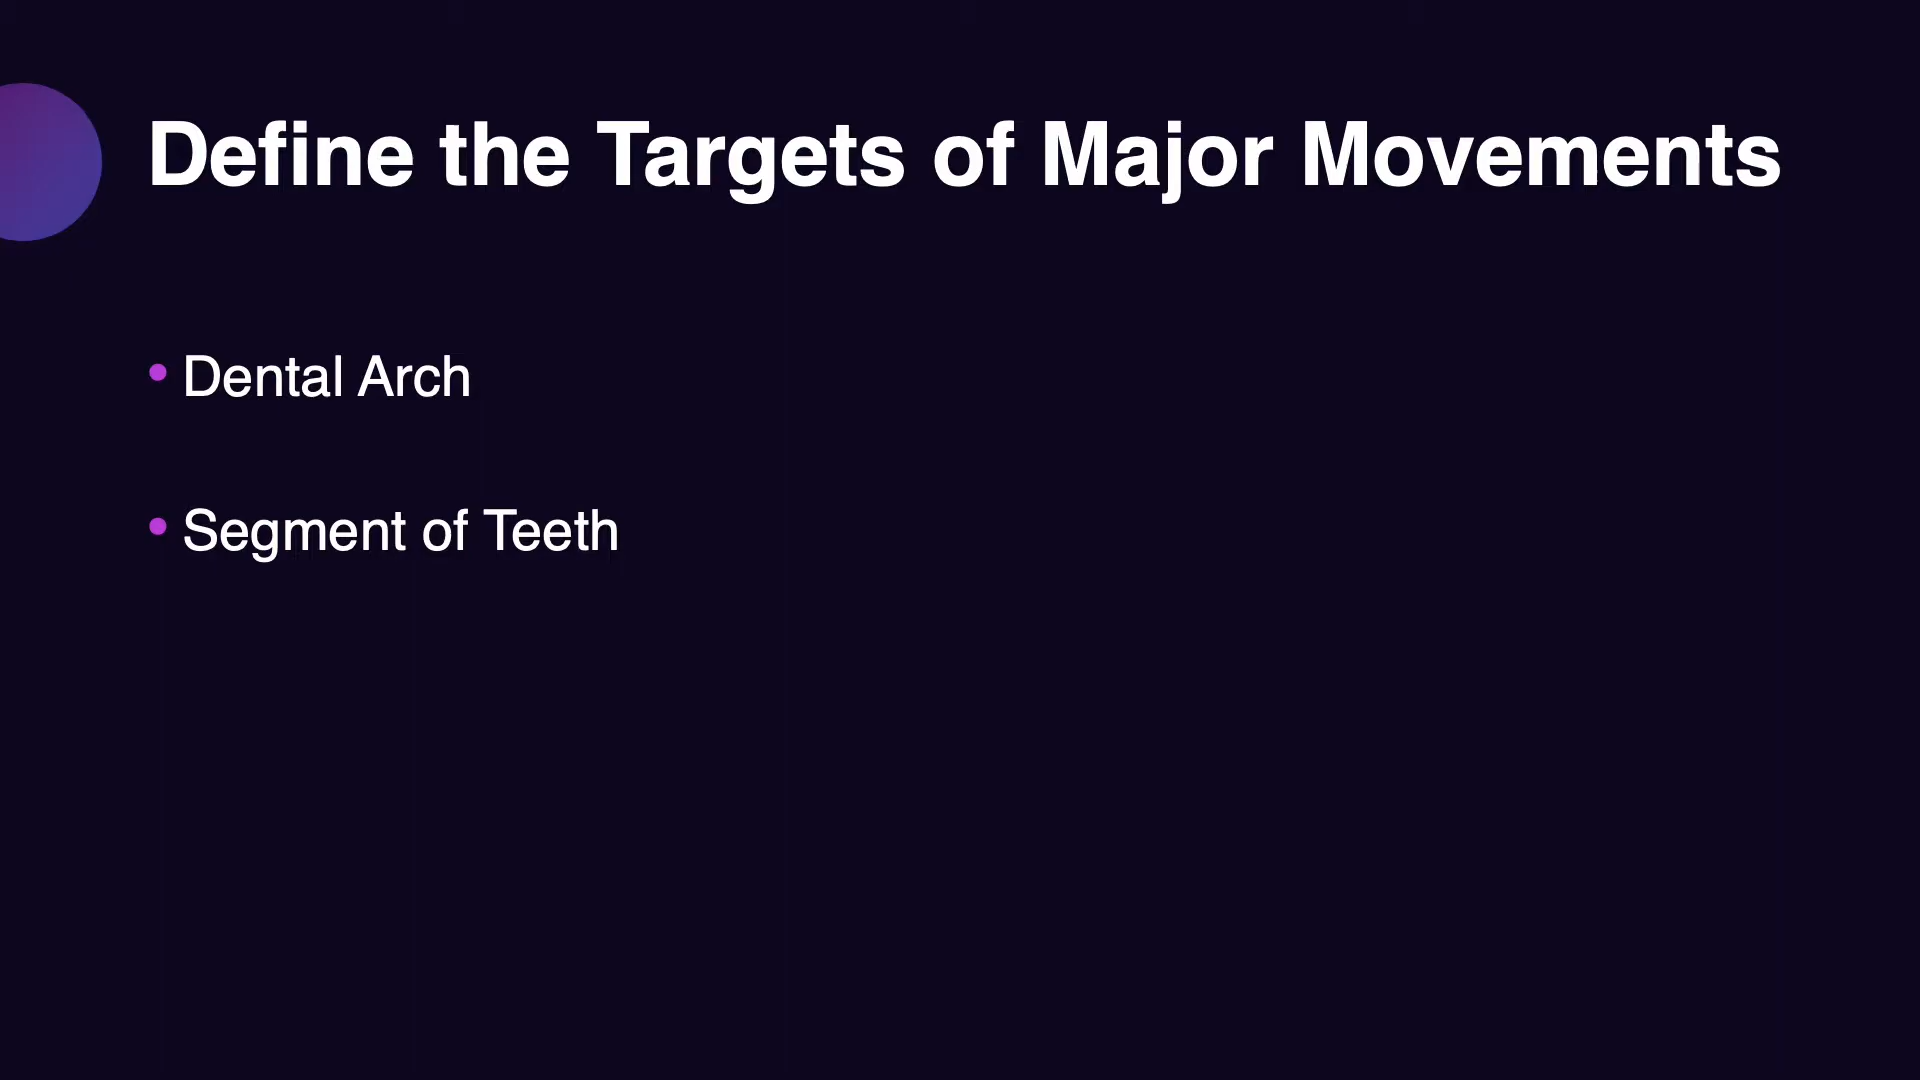 Define the Targets of Major Movements
• Dental Arch
• Segment of Teeth